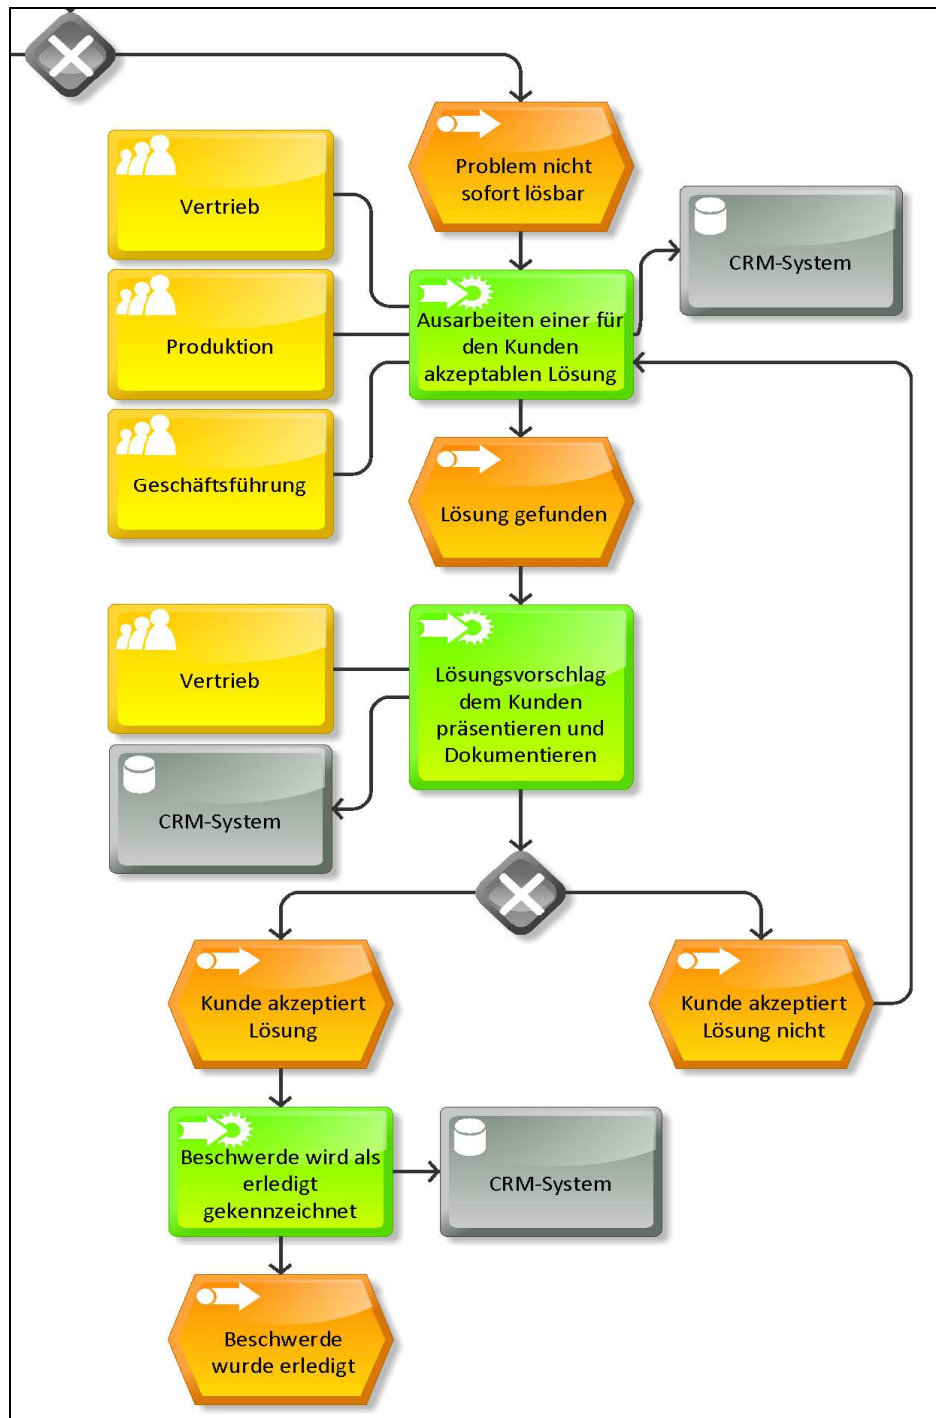 Problem nicht
sofort lösbar
Vertrieb
CRM-System
Ausarbeiten einer für
den Kunden
akzeptablen Lösung
Produktion
Geschäftsführung
Lösung gefunden
Vertrieb
Lösungsvorschlag
dem Kunden
präsentieren und
Dokumentieren
CRM-System
Kunde akzeptiert
Lösung
Kunde akzeptiert
Lösung nicht
Beschwerde wird als
erledigt
gekennzeichnet
CRM-System
Beschwerde
wurde erledigt